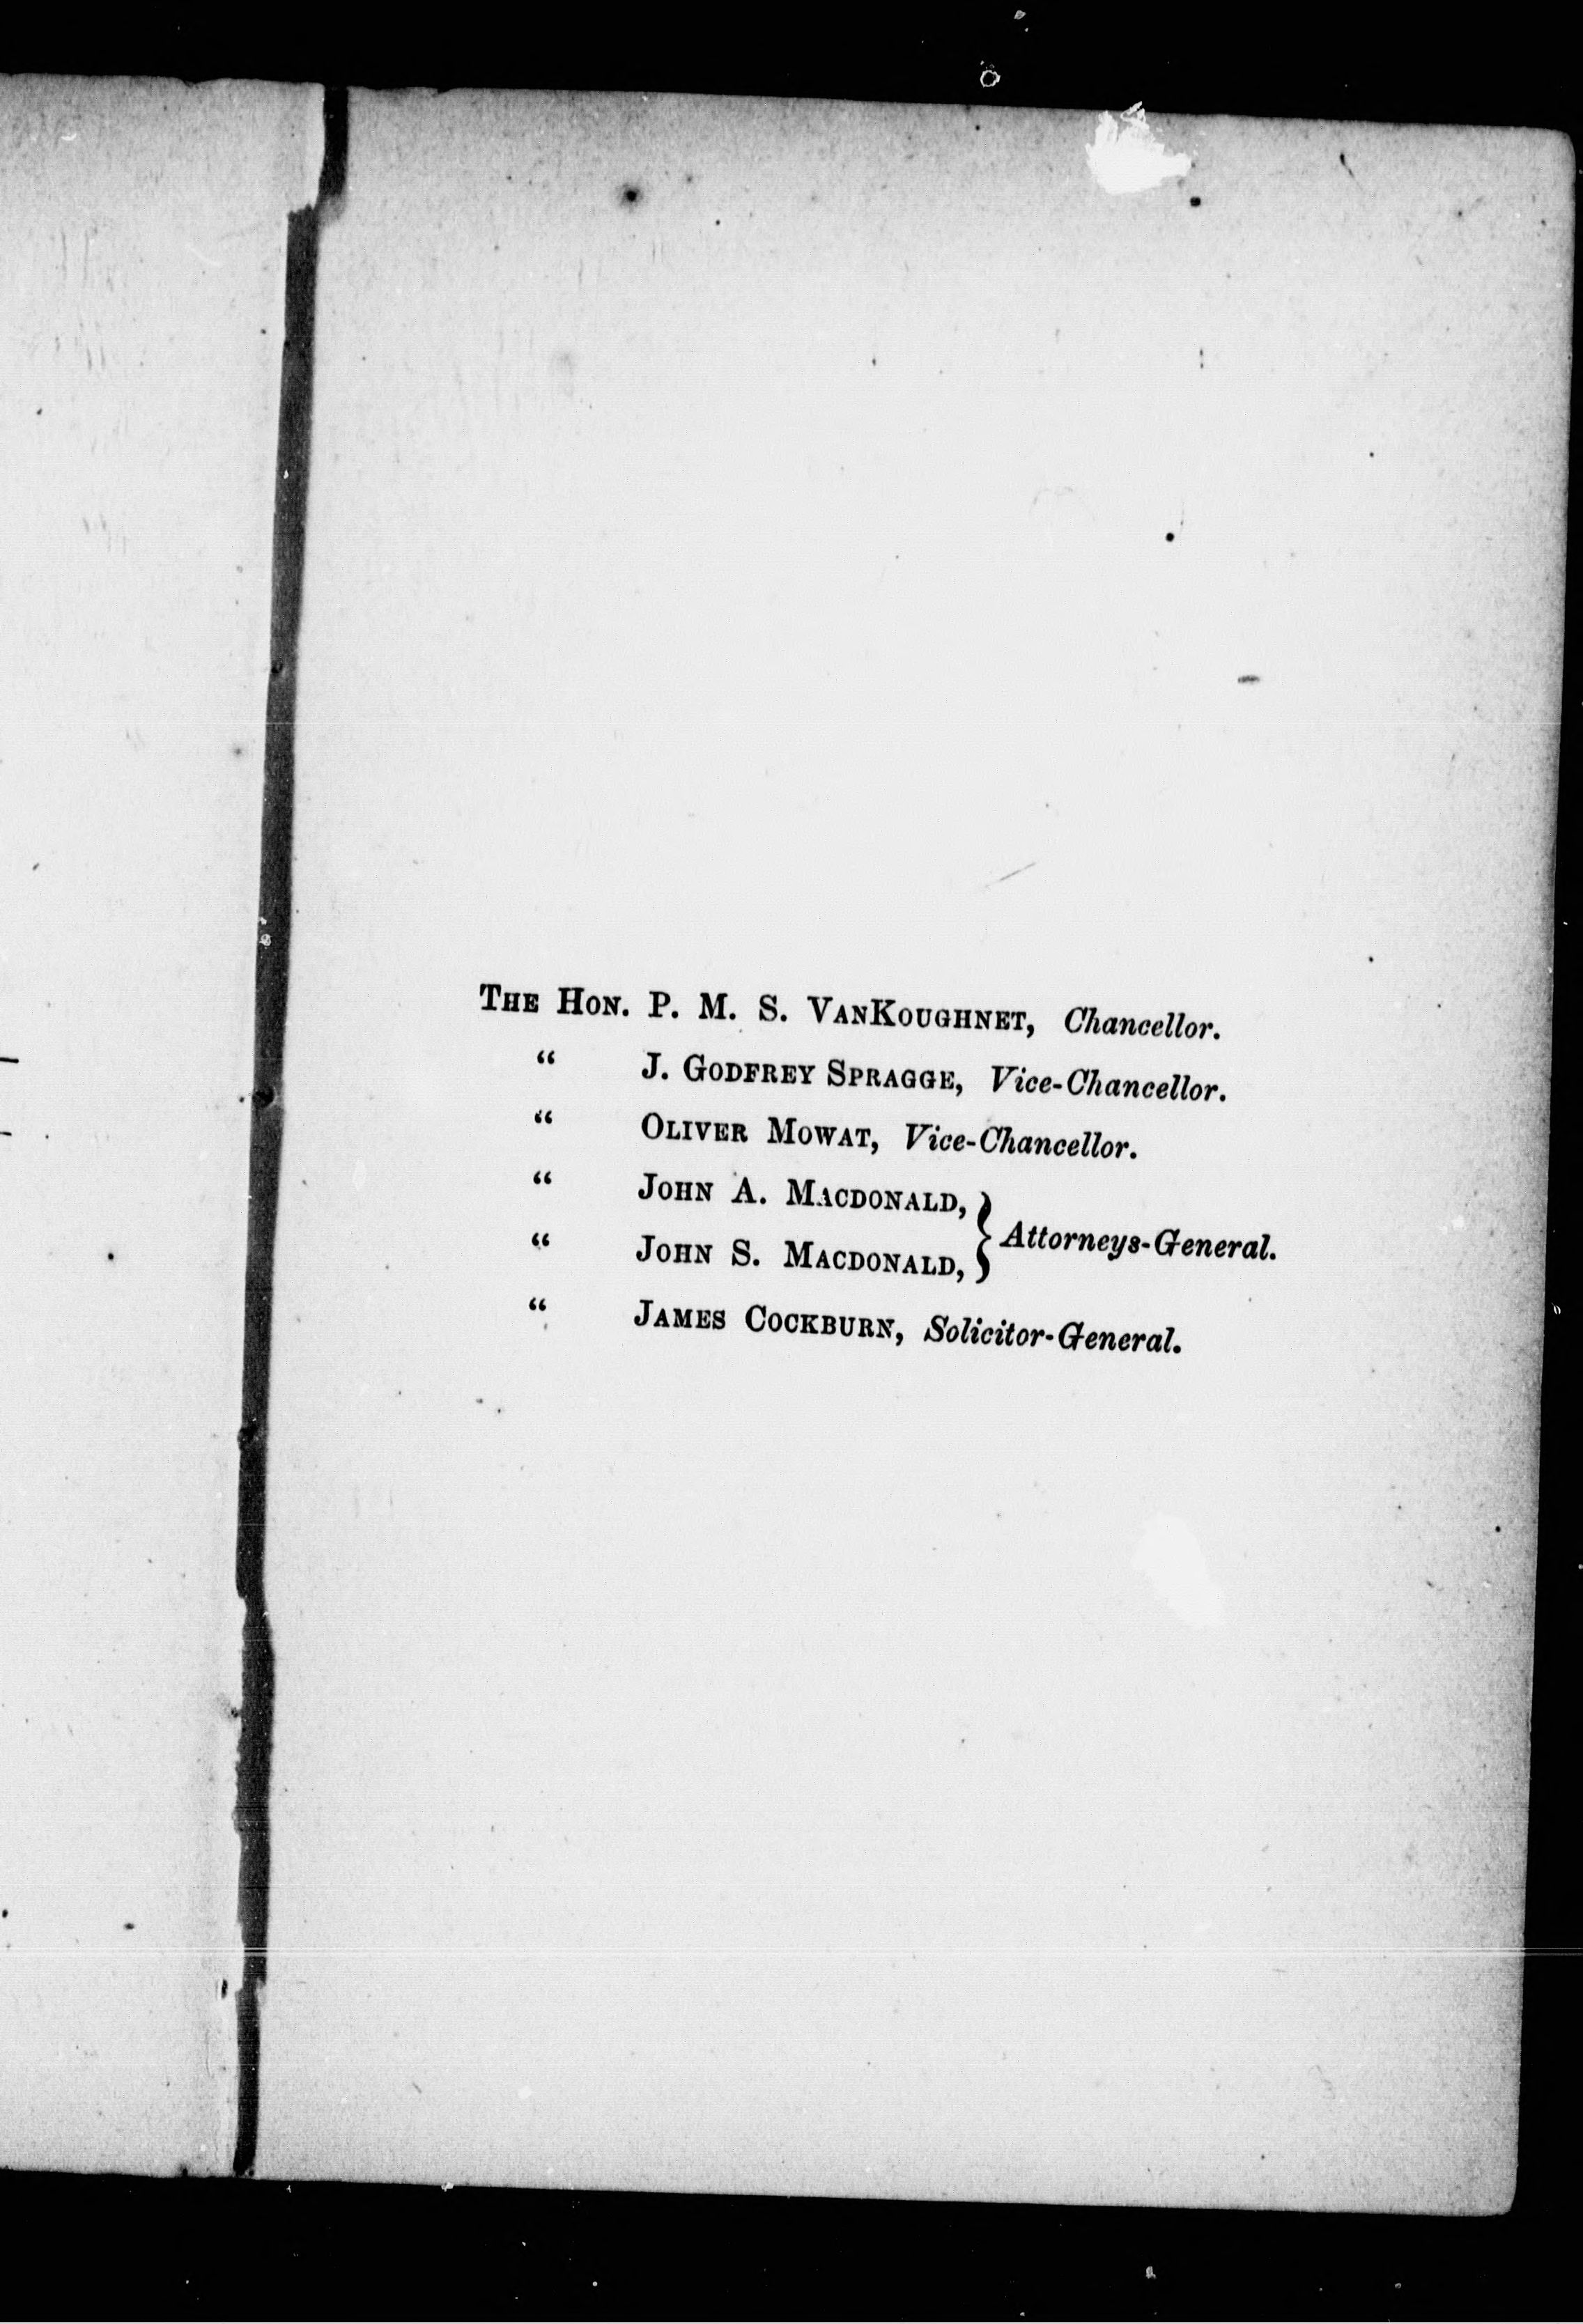 THE HON. P. M. S. VANKOUGHNET, Chancellor.
“ J. GODFREY SPRAGGE, Vice-Chancellor.
“ OLIVER MOWAT, Vice-Chancellor.
“ JOHN A. MACDONALD,
} Attorneys-General.
“ JOHN S. MACDONALD,
“ JAMES COCKBURN, Solicitor-General.